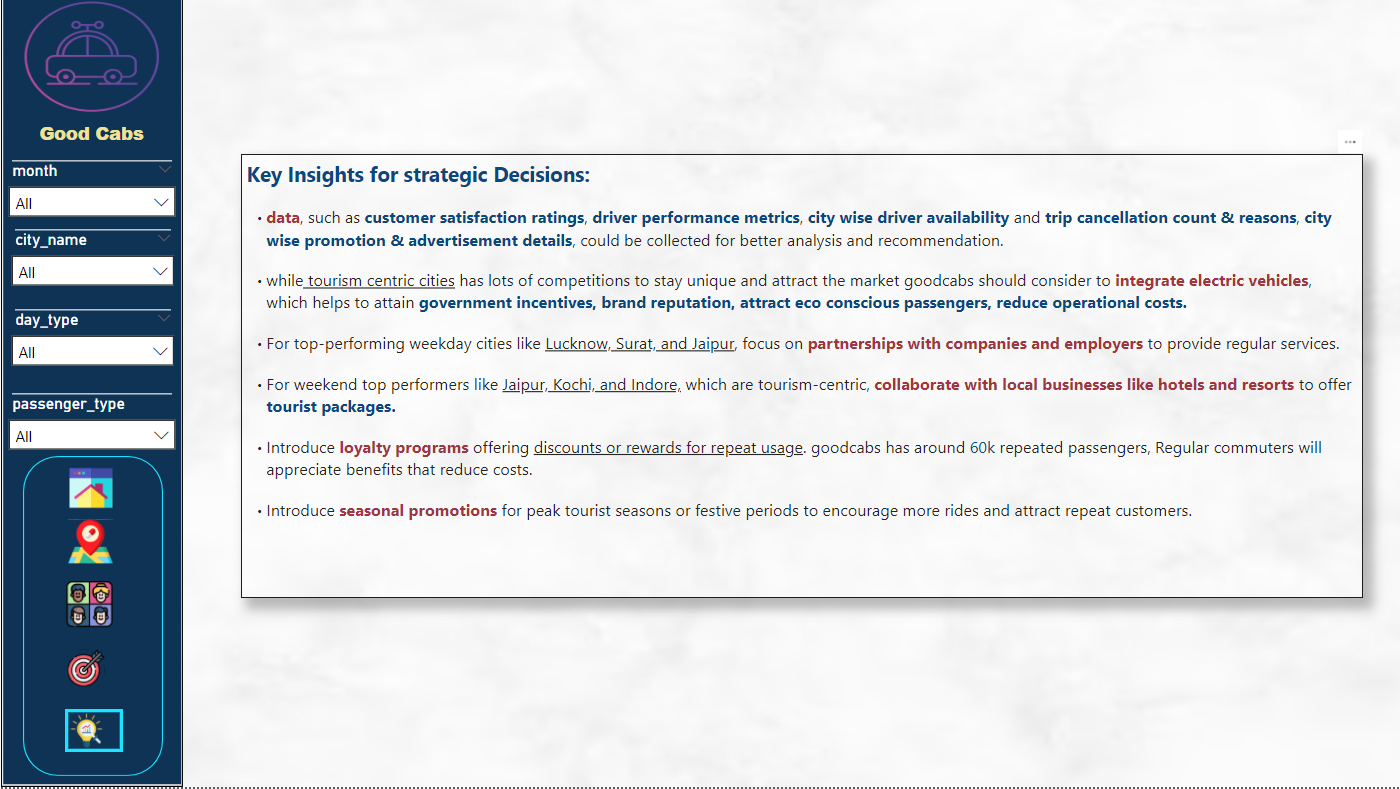 Good Cabs
month
All
city_name
All
day_type
All
passenger_type
All
Key Insights for strategic Decisions:
• data, such as customer satisfaction ratings, driver performance metrics, city wise driver availability and trip cancellation count & reasons, city
wise promotion & advertisement details, could be collected for better analysis and recommendation.
• while tourism centric cities has lots of competitions to stay unique and attract the market goodcabs should consider to integrate electric vehicles,
which helps to attain government incentives, brand reputation, attract eco conscious passengers, reduce operational costs.
• For top-performing weekday cities like Lucknow, Surat, and Jaipur, focus on partnerships with companies and employers to provide regular services.
• For weekend top performers like Jaipur, Kochi, and Indore, which are tourism-centric, collaborate with local businesses like hotels and resorts to offer
tourist packages.
• Introduce loyalty programs offering discounts or rewards for repeat usage. goodcabs has around 60k repeated passengers, Regular commuters will
appreciate benefits that reduce costs.
• Introduce seasonal promotions for peak tourist seasons or festive periods to encourage more rides and attract repeat customers.